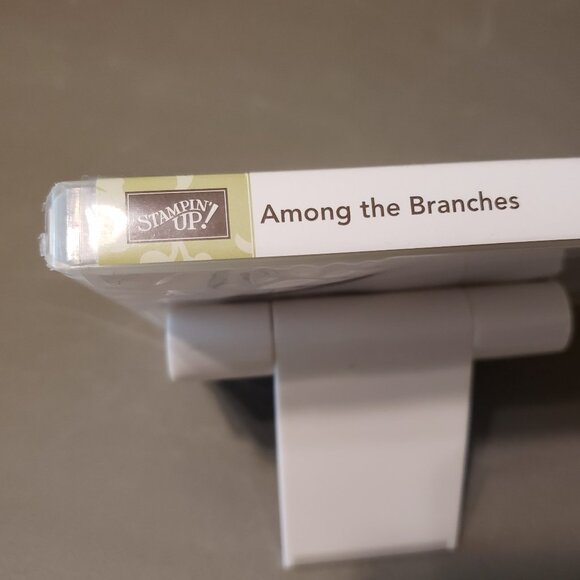 STAMPIN'
UP!
Among the Branches